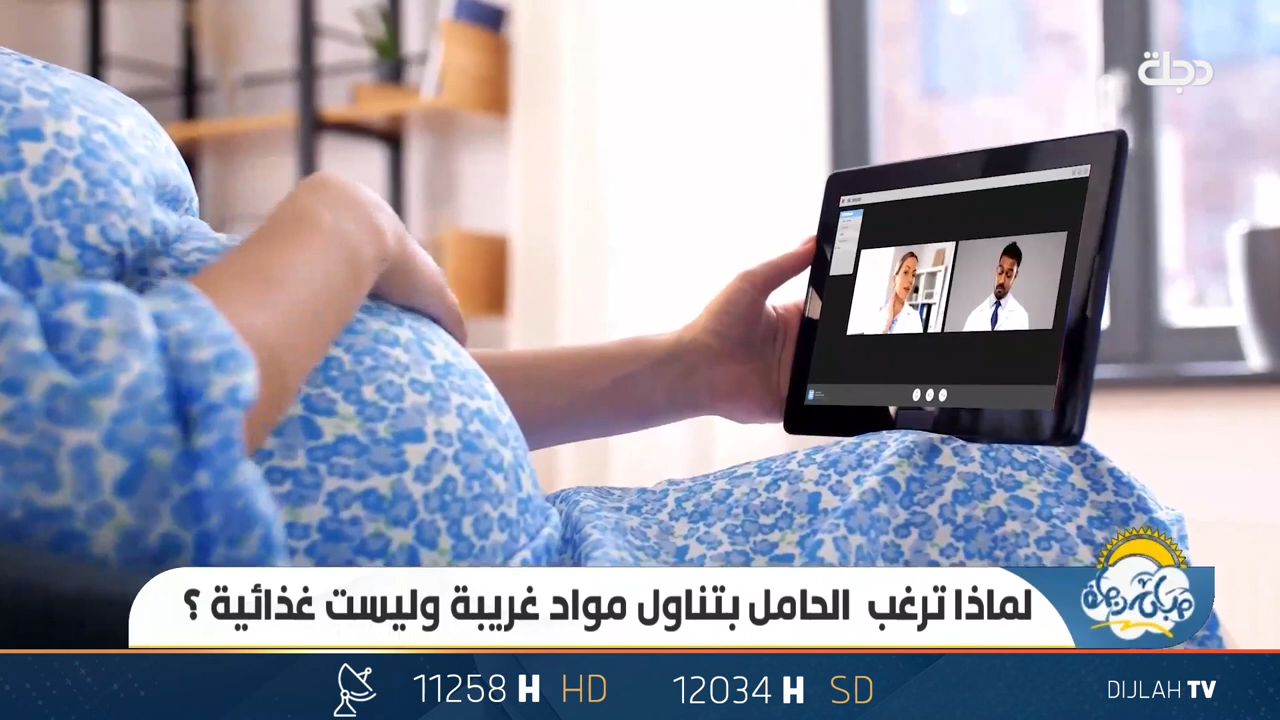 دجلة
لماذا ترغب الحامل بتناول مواد غريبة وليست غذائية ؟
صباح دجلة
11258 H HD 12034 H SD DIJLAH TV